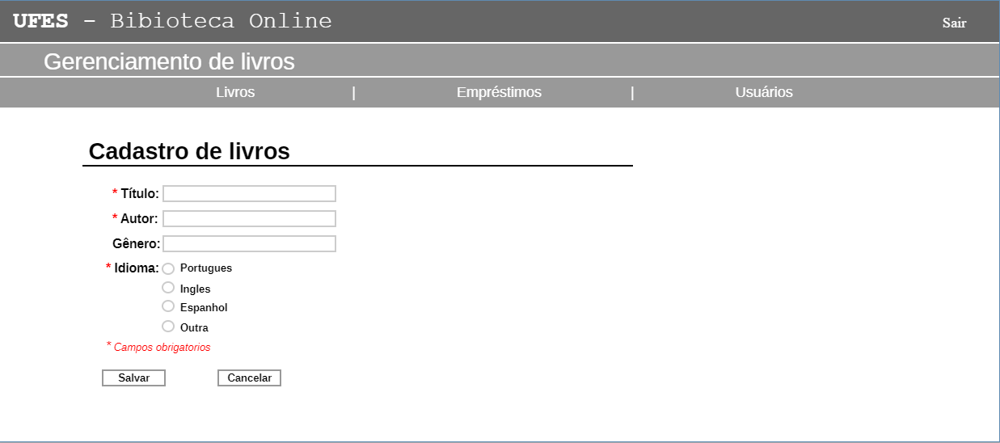 UFES - Bibioteca Online
Sair
Gerenciamento de livros
Livros | Empréstimos | Usuários
Cadastro de livros
* Título:
* Autor:
Gênero:
* Idioma: Portugues
Ingles
Espanhol
Outra
* Campos obrigatorios
Salvar Cancelar